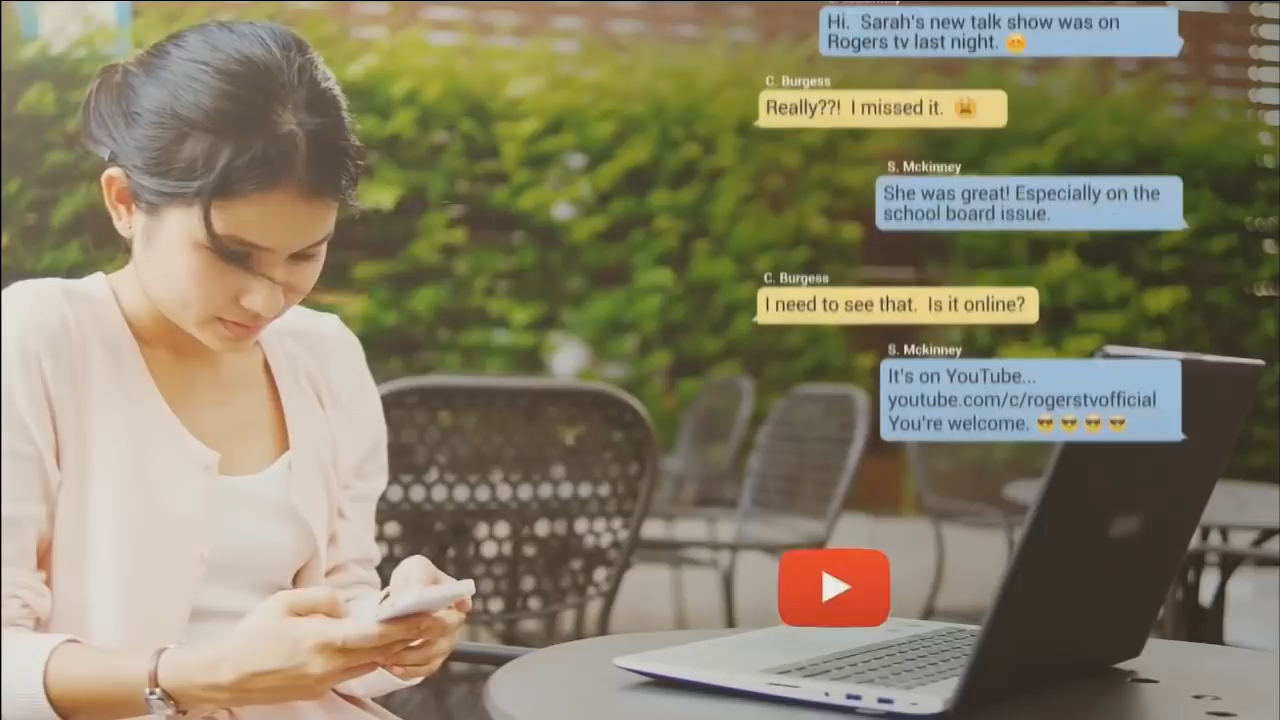 Hi. Sarah's new talk show was on
Rogers tv last night. 😊
C. Burgess
Really??! I missed it. 😫
S. Mckinney
She was great! Especially on the
school board issue.
C. Burgess
I need to see that. Is it online?
S. Mckinney
It's on YouTube...
youtube.com/c/rogerstvofficial
You're welcome. 😎 😎 😎 😎